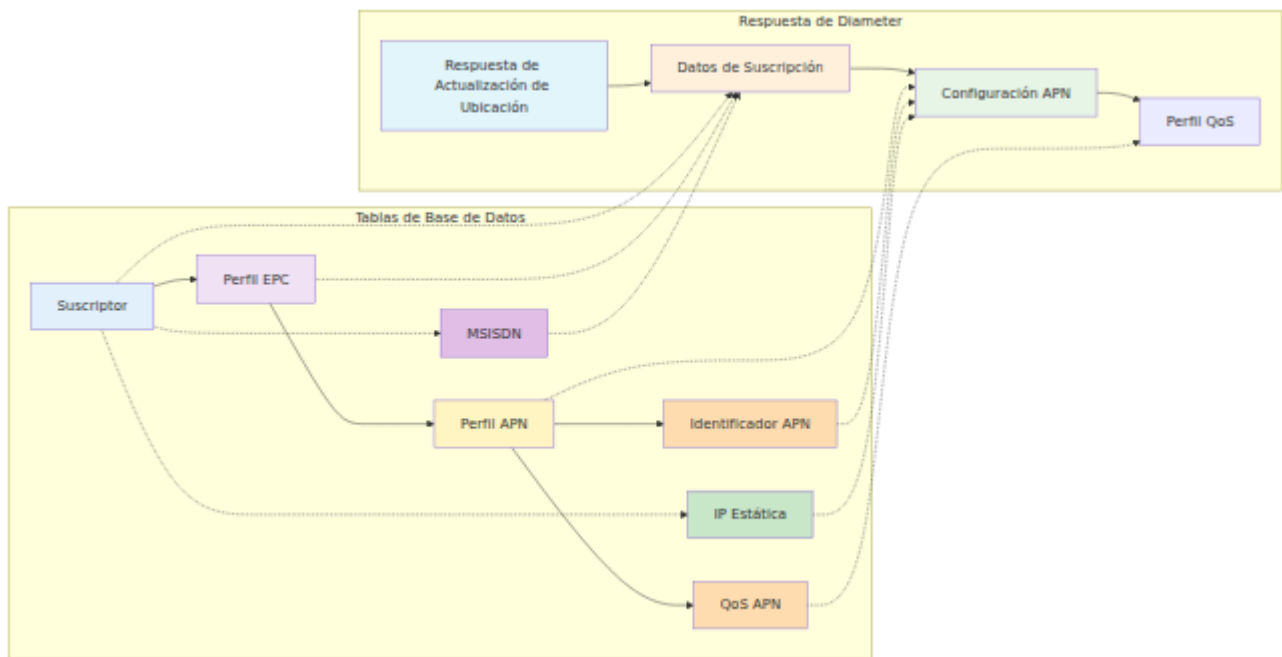 Respuesta de Diameter
Respuesta de
Actualización de
Ubicación
Datos de Suscripción
Configuración APN
Perfil QoS
Tablas de Base de Datos
Suscriptor
Perfil EPC
MSISDN
Perfil APN
Identificador APN
IP Estática
QoS APN